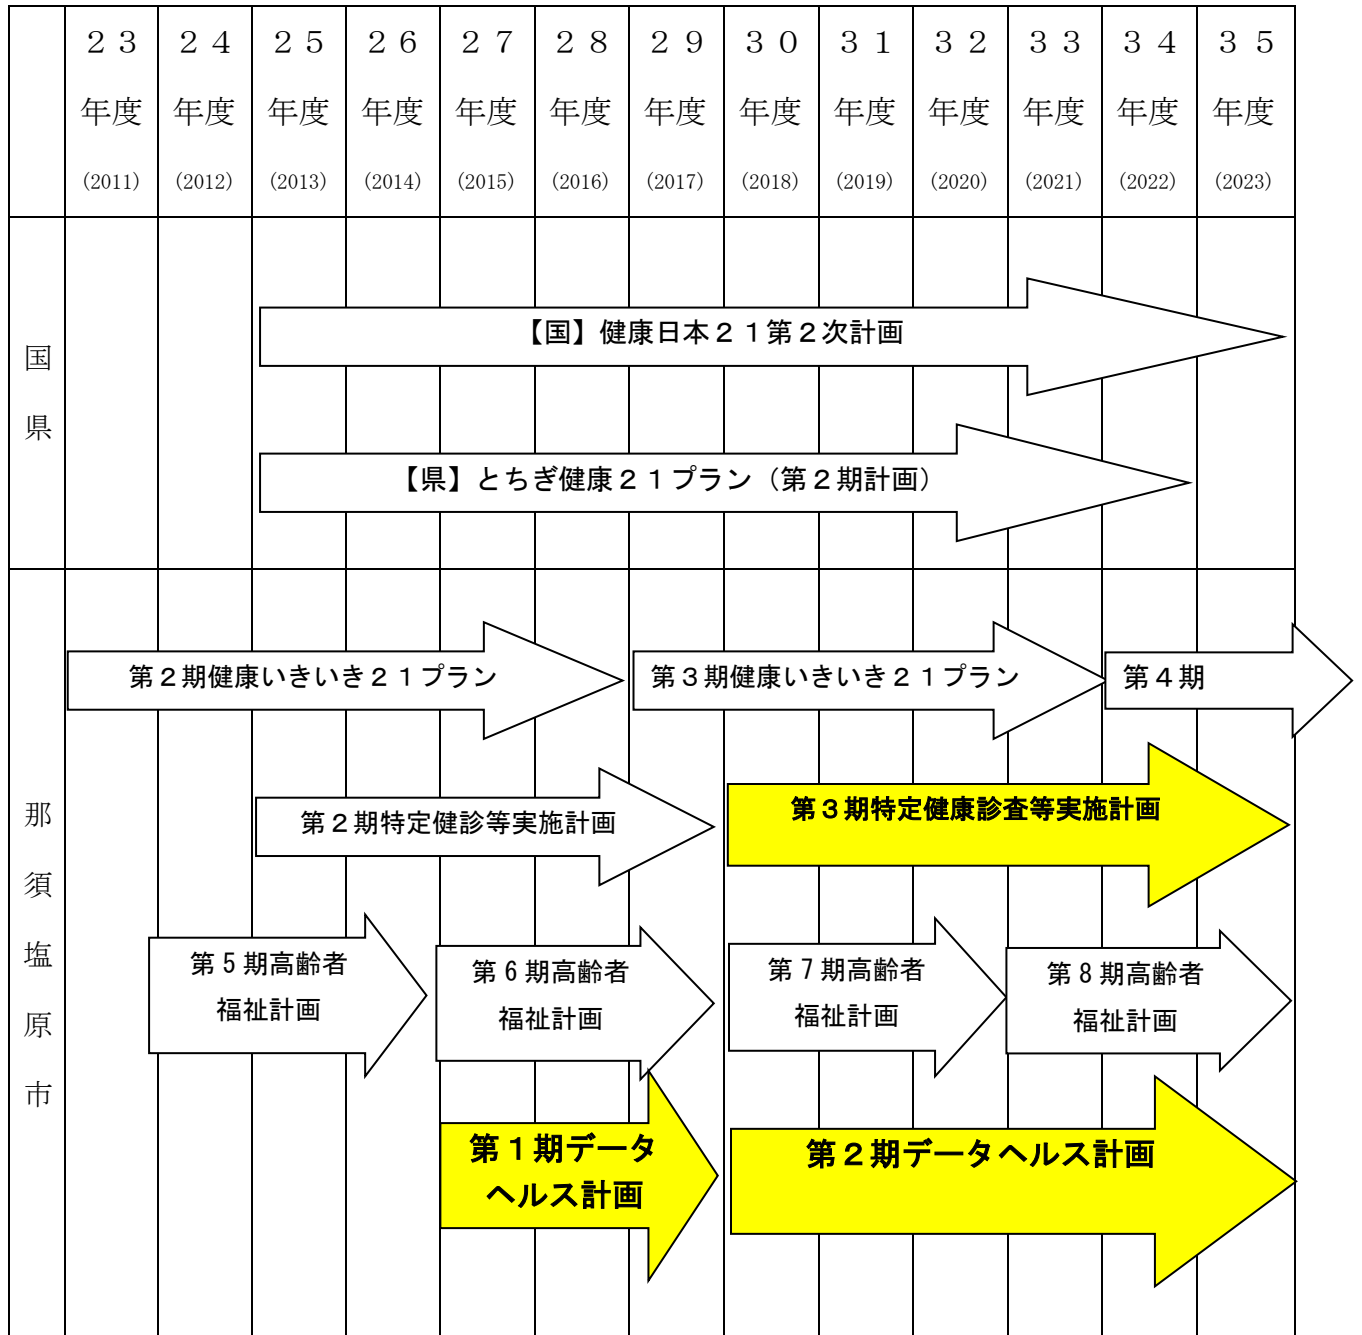 ２３ ２４ ２５ ２６ ２７ ２８ ２９ ３０ ３１ ３２ ３３ ３４ ３５
年度 年度 年度 年度 年度 年度 年度 年度 年度 年度 年度 年度 年度
(2011) (2012) (2013) (2014) (2015) (2016) (2017) (2018) (2019) (2020) (2021) (2022) (2023)
国県
【国】健康日本２１第２次計画
【県】とちぎ健康２１プラン（第２期計画）
那須塩原市
第２期健康いきいき２１プラン
第３期健康いきいき２１プラン
第４期
第２期特定健診等実施計画
第３期特定健康診査等実施計画
第５期高齢者
福祉計画
第６期高齢者
福祉計画
第７期高齢者
福祉計画
第８期高齢者
福祉計画
第１期データ
ヘルス計画
第２期データヘルス計画